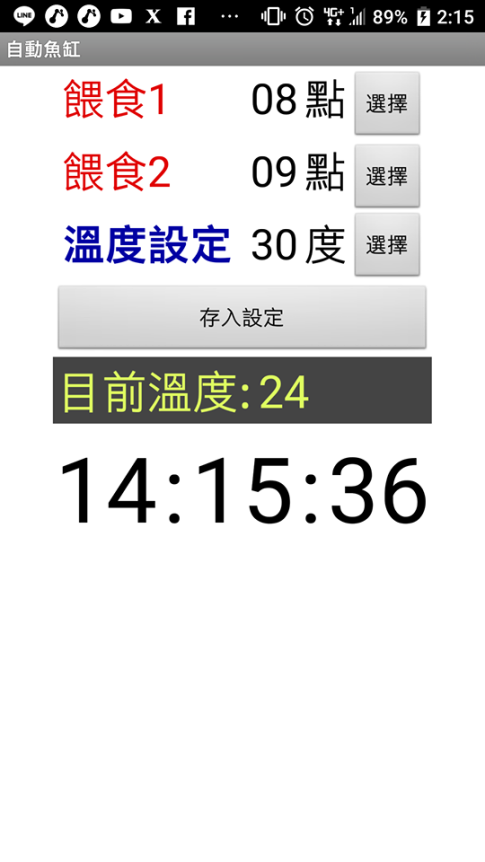 LINE ... 4G+ 89% 2:15
自動魚缸
餵食1 08 點 選擇
餵食2 09 點 選擇
溫度設定 30 度 選擇
存入設定
目前溫度: 24
14:15:36